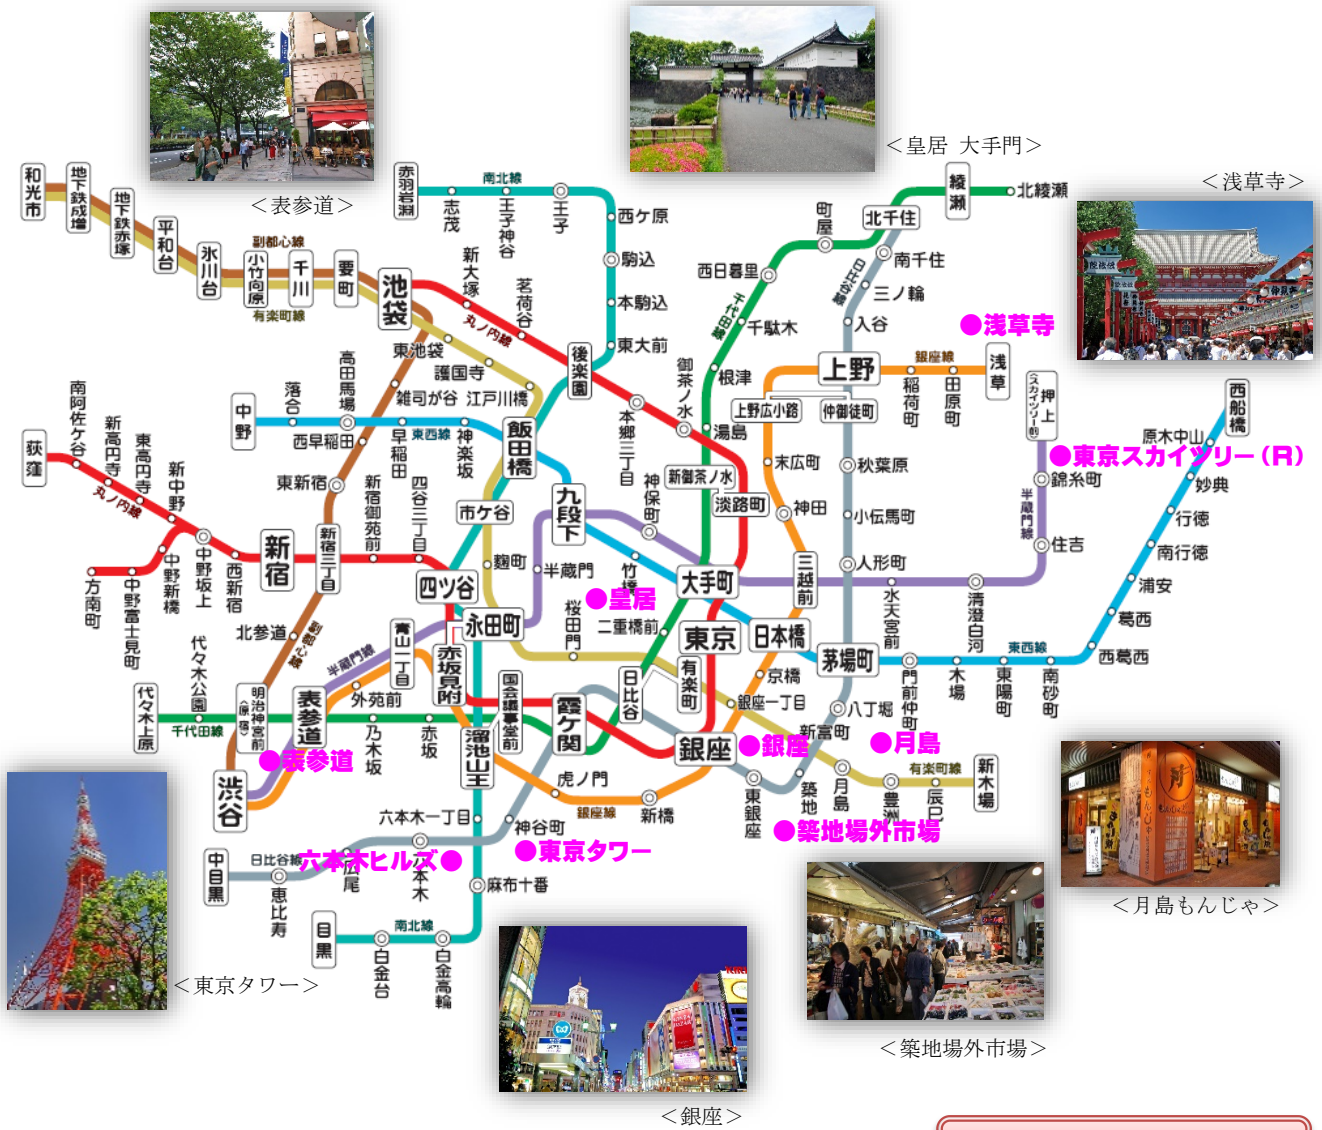 ＜表参道＞
＜皇居 大手門＞
＜浅草寺＞
和光市
地下鉄成増
地下鉄赤塚
平和台
氷川台
副都心線
小竹向原
千川
要町
有楽町線
池袋
赤羽岩淵
南北線
志茂
王子神谷
王子
西ケ原
駒込
本駒込
東大前
新大塚
茗荷谷
丸ノ内線
後楽園
東池袋
護国寺
雑司が谷
江戸川橋
綾瀬
北綾瀬
北千住
町屋
西日暮里
千代田線
千駄木
根津
湯島
南千住
日比谷線
三ノ輪
入谷
●浅草寺
上野
銀座線
稲荷町
田原町
浅草
上野広小路
仲御徒町
押上
（スカイツリー前）
西船橋
原木中山
妙典
行徳
南行徳
浦安
葛西
西葛西
●東京スカイツリー（R）
錦糸町
半蔵門線
住吉
南阿佐ケ谷
新高円寺
東高円寺
新中野
荻窪
丸ノ内線
中野
落合
高田馬場
西早稲田
早稲田
東西線
神楽坂
飯田橋
本郷三丁目
御茶ノ水
新御茶ノ水
淡路町
末広町
神田
秋葉原
小伝馬町
人形町
東新宿
新宿御苑前
四谷三丁目
市ケ谷
九段下
神保町
中野坂上
西新宿
新宿
新宿三丁目
方南町
中野富士見町
中野新橋
四ツ谷
麴町
半蔵門
竹橋
●皇居
大手町
三越前
水天宮前
清澄白河
北参道
副都心線
代々木公園
半蔵門線
青山一丁目
永田町
桜田門
二重橋前
東京
日本橋
茅場町
門前仲町
木場
東陽町
東西線
南砂町
代々木上原
千代田線
明治神宮前
〈原宿〉
表参道
外苑前
乃木坂
赤坂
赤坂見附
国会議事堂前
溜池山王
霞ケ関
日比谷
有楽町
銀座一丁目
京橋
八丁堀
新富町
銀座
●銀座
●月島
●表参道
渋谷
虎ノ門
銀座線
新橋
東銀座
築地
月島
豊洲
有楽町線
辰巳
新木場
六本木一丁目
神谷町
●築地場外市場
●東京タワー
六本木ヒルズ●
中目黒
日比谷線
恵比寿
広尾
六本木
麻布十番
目黒
南北線
白金台
白金高輪
＜東京タワー＞
＜月島もんじゃ＞
＜築地場外市場＞
＜銀座＞